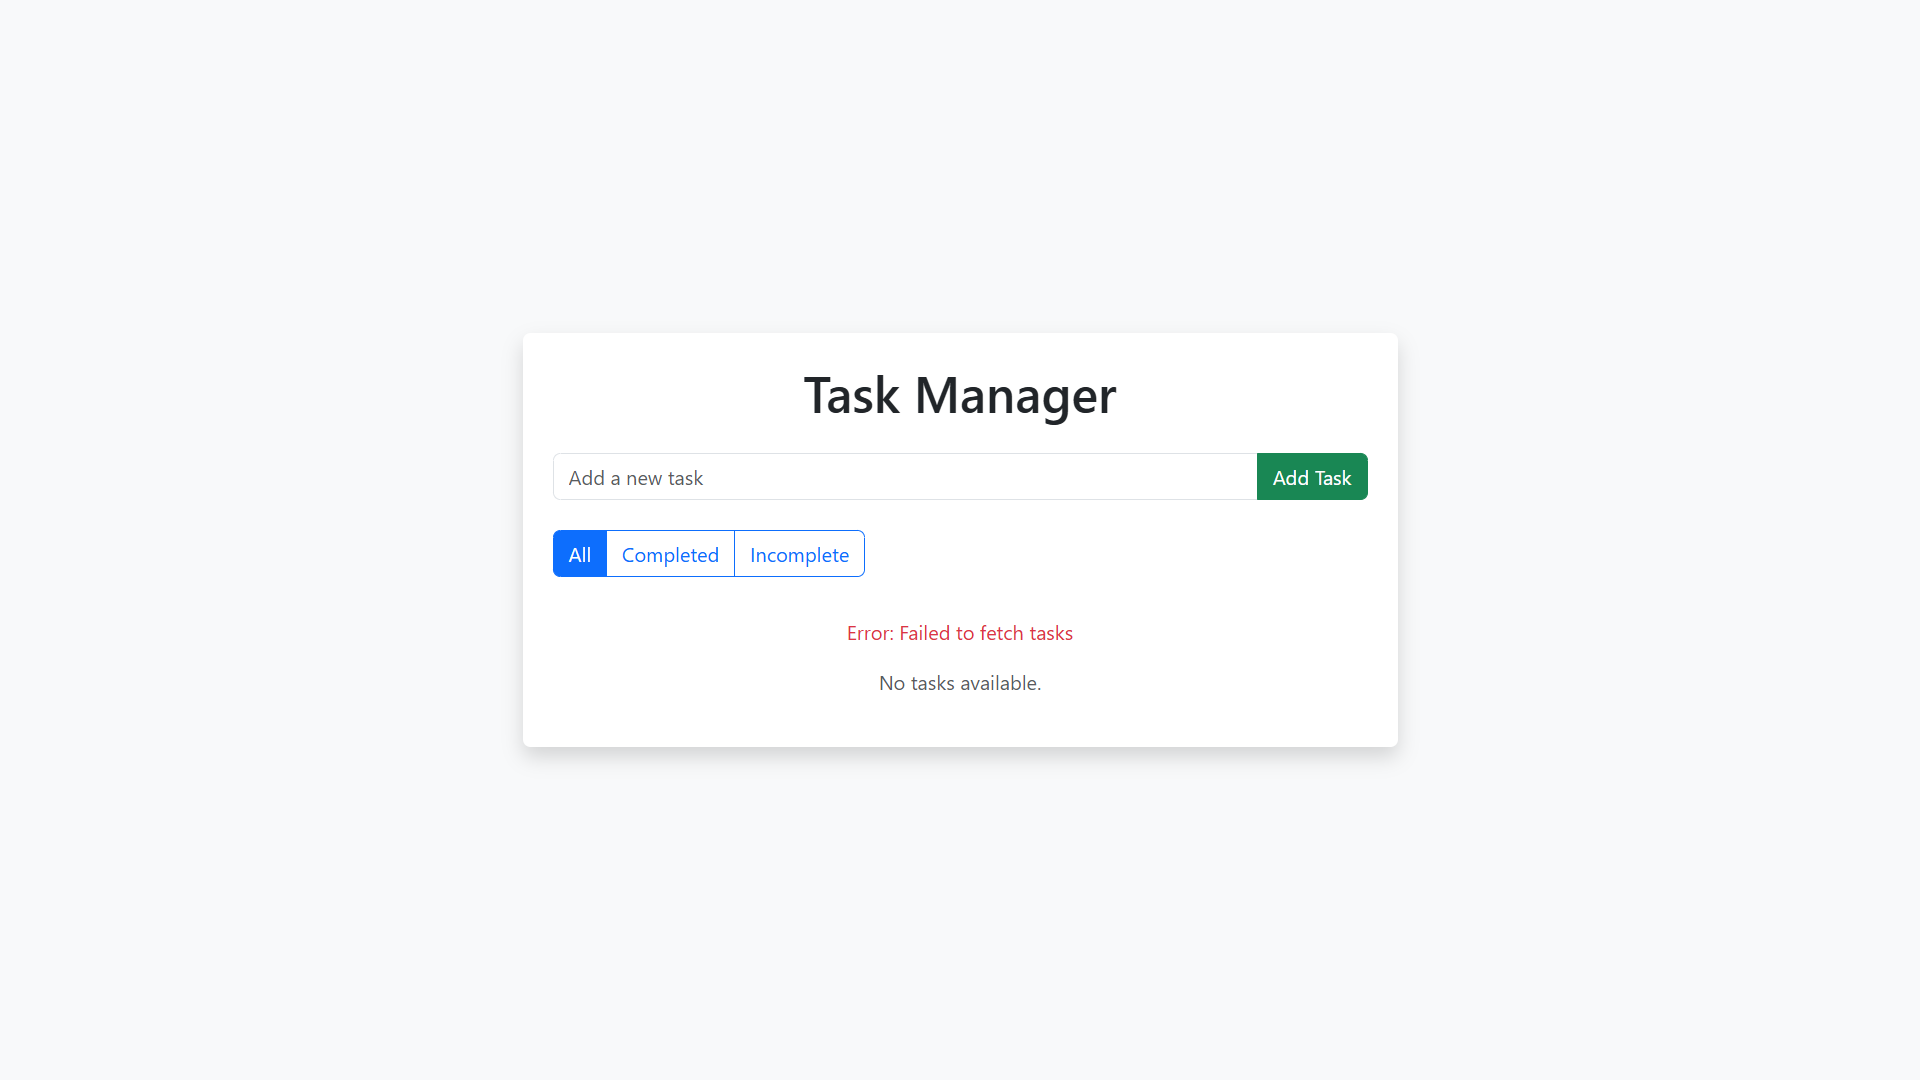 Task Manager
Add a new task
Add Task
All
Completed
Incomplete
Error: Failed to fetch tasks
No tasks available.